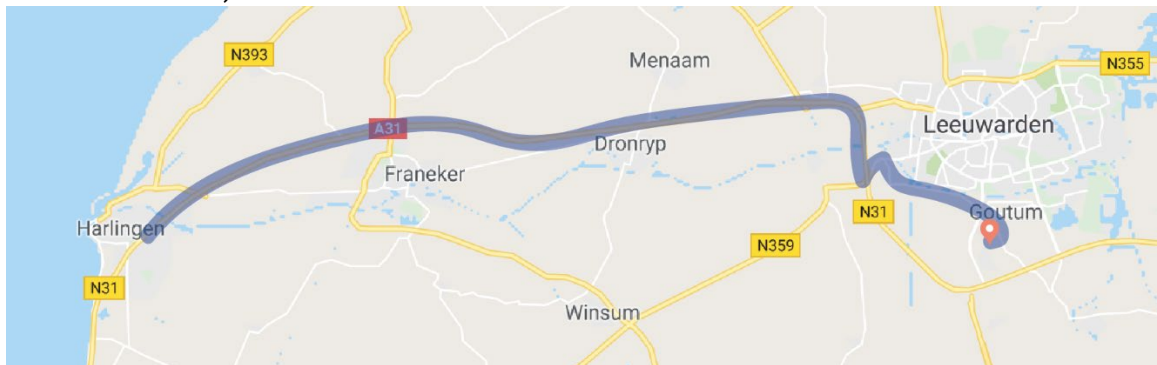 N393
Menaam
N355
A31
Leeuwarden
Dronryp
Franeker
Harlingen
Goutum
N31
N359
N31
Winsum